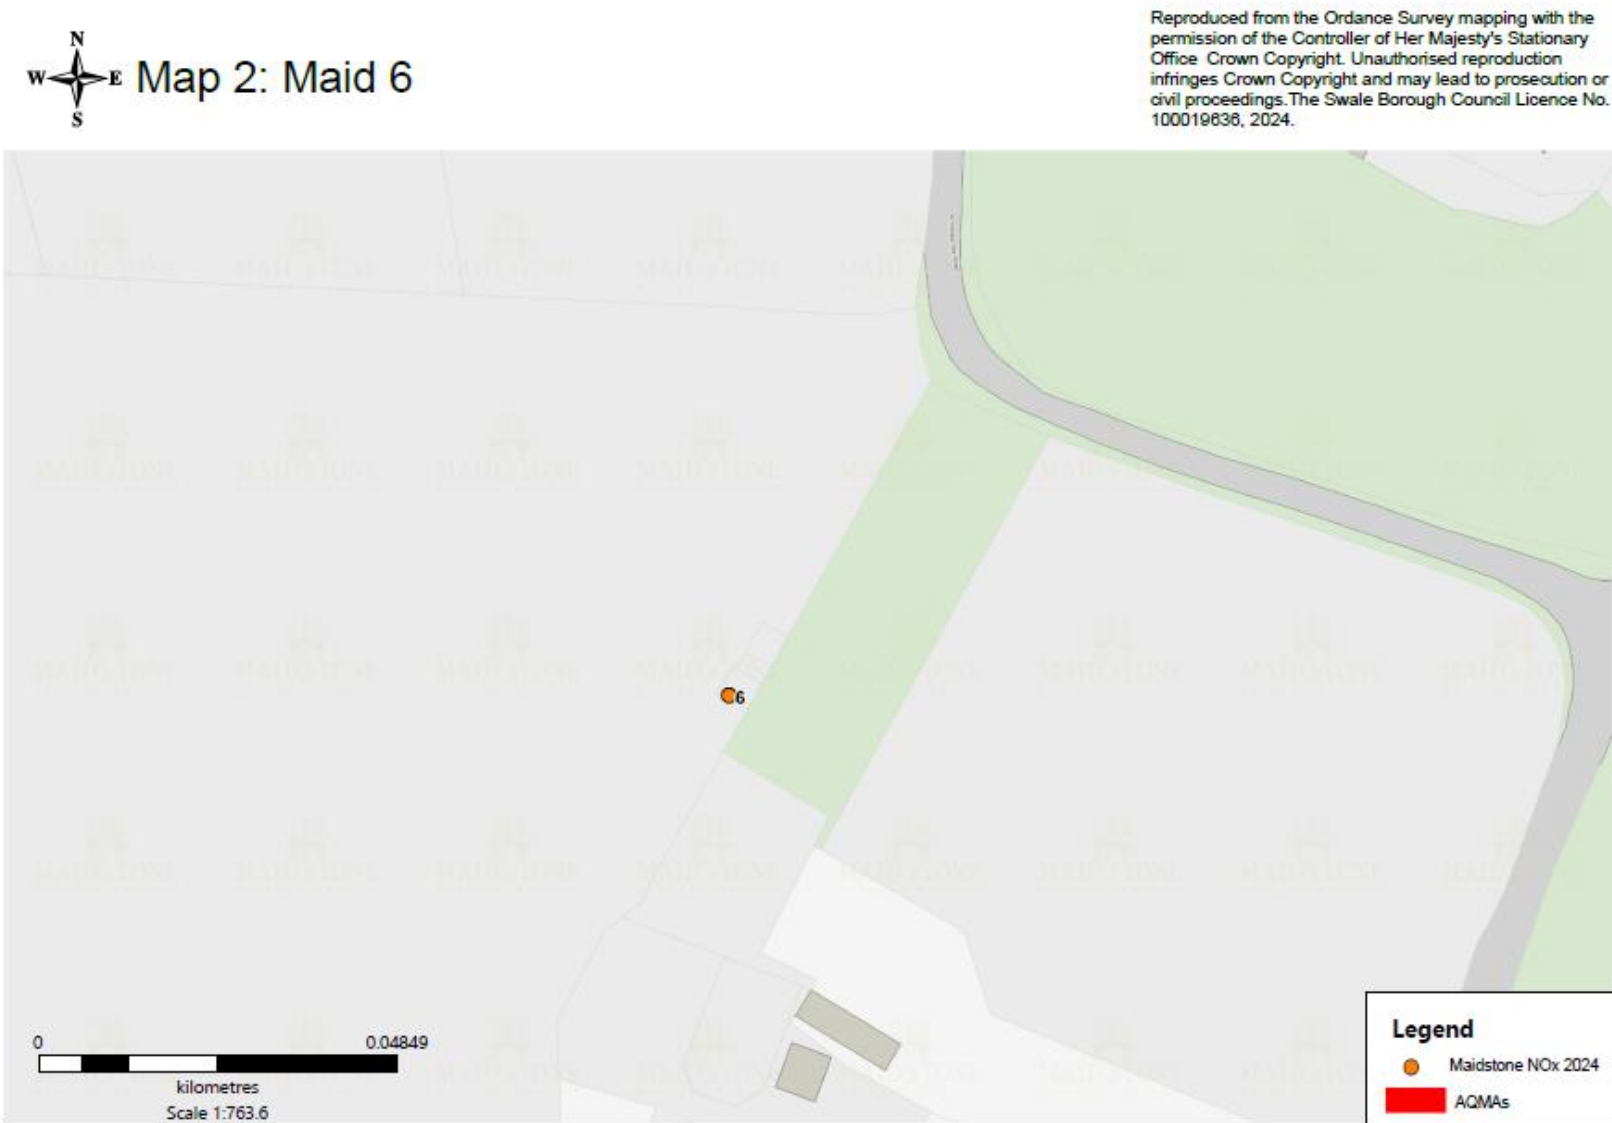 N
W E Map 2: Maid 6
S
Reproduced from the Ordance Survey mapping with the
permission of the Controller of Her Majesty's Stationary
Office Crown Copyright. Unauthorised reproduction
infringes Crown Copyright and may lead to prosecution or
civil proceedings.The Swale Borough Council Licence No.
100019636, 2024.
6
0 0.04849
kilometres
Scale 1:763.6
Legend
Maidstone NOx 2024
AQMAs